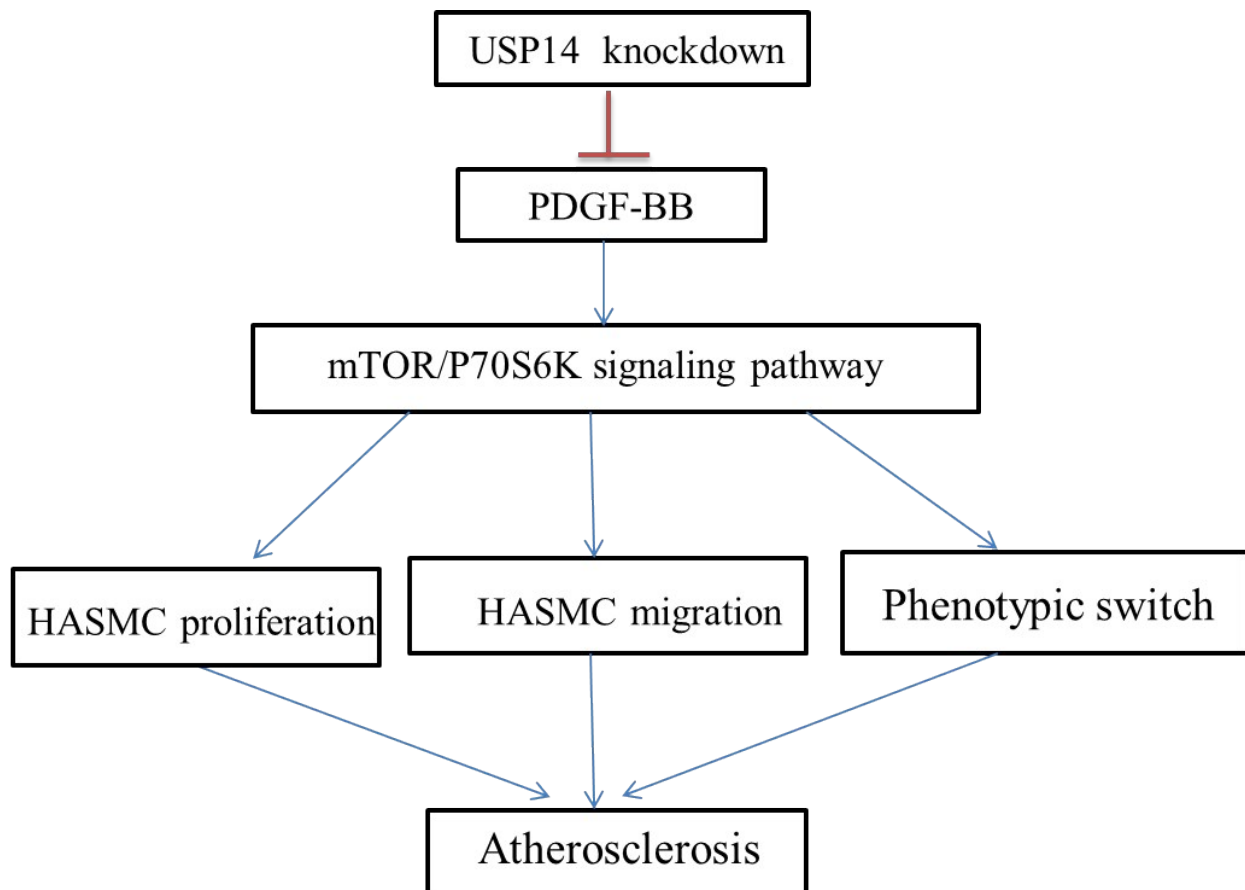 USP14 knockdown
PDGF-BB
mTOR/P70S6K signaling pathway
HASMC proliferation
HASMC migration
Phenotypic switch
Atherosclerosis